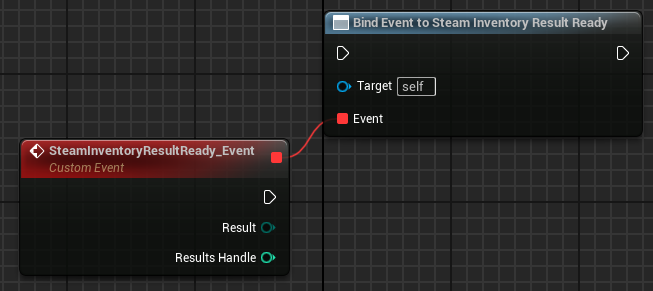 Bind Event to Steam Inventory Result Ready
Target self
Event
SteamInventoryResultReady_Event
Custom Event
Result
Results Handle